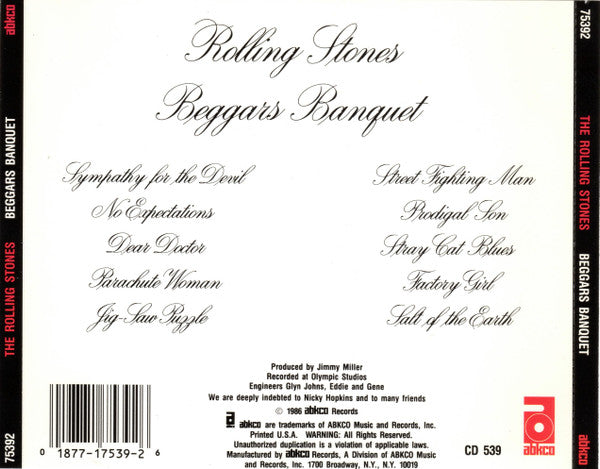 abkco
BEGGARS BANQUET
THE ROLLING STONES
75392
Rolling Stones
Beggars Banquet
Sympathy for the Devil
No Expectations
Dear Doctor
Parachute Woman
Jig-Saw Puzzle
Street Fighting Man
Prodigal Son
Stray Cat Blues
Factory Girl
Salt of the Earth
Produced by Jimmy Miller
Recorded at Olympic Studios
Engineers Glyn Johns, Eddie and Gene
We are deeply indebted to Nicky Hopkins and to many friends
© 1986 abkco Records
abkco are trademarks of ABKCO Music and Records, Inc.
Printed U.S.A. WARNING: All Rights Reserved.
Unauthorized duplication is a violation of applicable laws.
Manufactured by abkco Records, A Division of ABKCO Music
and Records, Inc. 1700 Broadway, N.Y., N.Y. 10019
0 18771-17539-2 6
CD 539
abkco
75392
THE ROLLING STONES
BEGGARS BANQUET
abkco